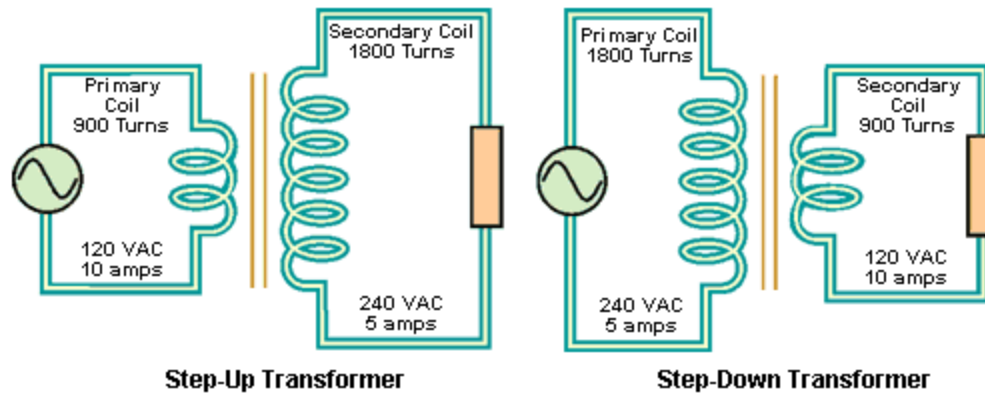 Primary
Coil
900 Turns
120 VAC
10 amps
Secondary Coil
1800 Turns
240 VAC
5 amps
Step-Up Transformer
Primary Coil
1800 Turns
240 VAC
5 amps
Secondary
Coil
900 Turns
120 VAC
10 amps
Step-Down Transformer